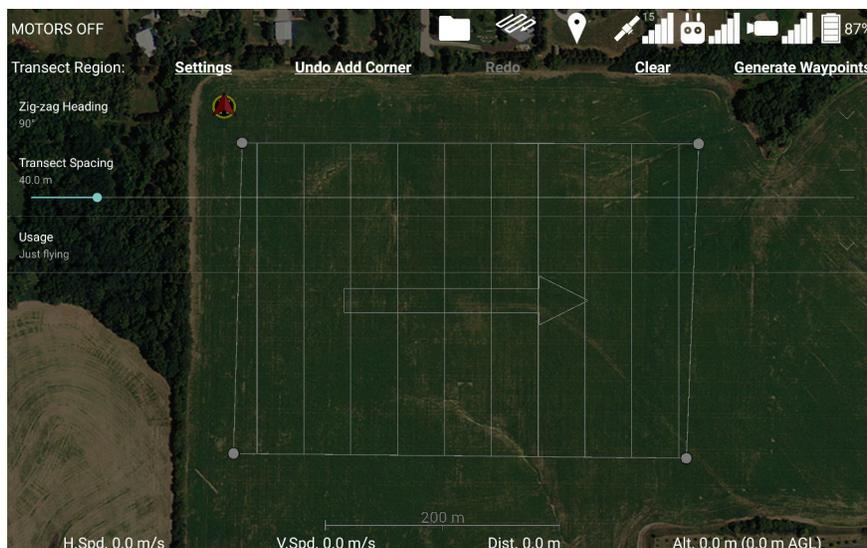 MOTORS OFF
15
87%
Transect Region:
Settings
Undo Add Corner
Redo
Clear
Generate Waypoints
Zig-zag Heading
90°
Transect Spacing
40.0 m
Usage
Just flying
200 m
H.Spd. 0.0 m/s
V.Spd. 0.0 m/s
Dist. 0.0 m
Alt. 0.0 m (0.0 m AGL)